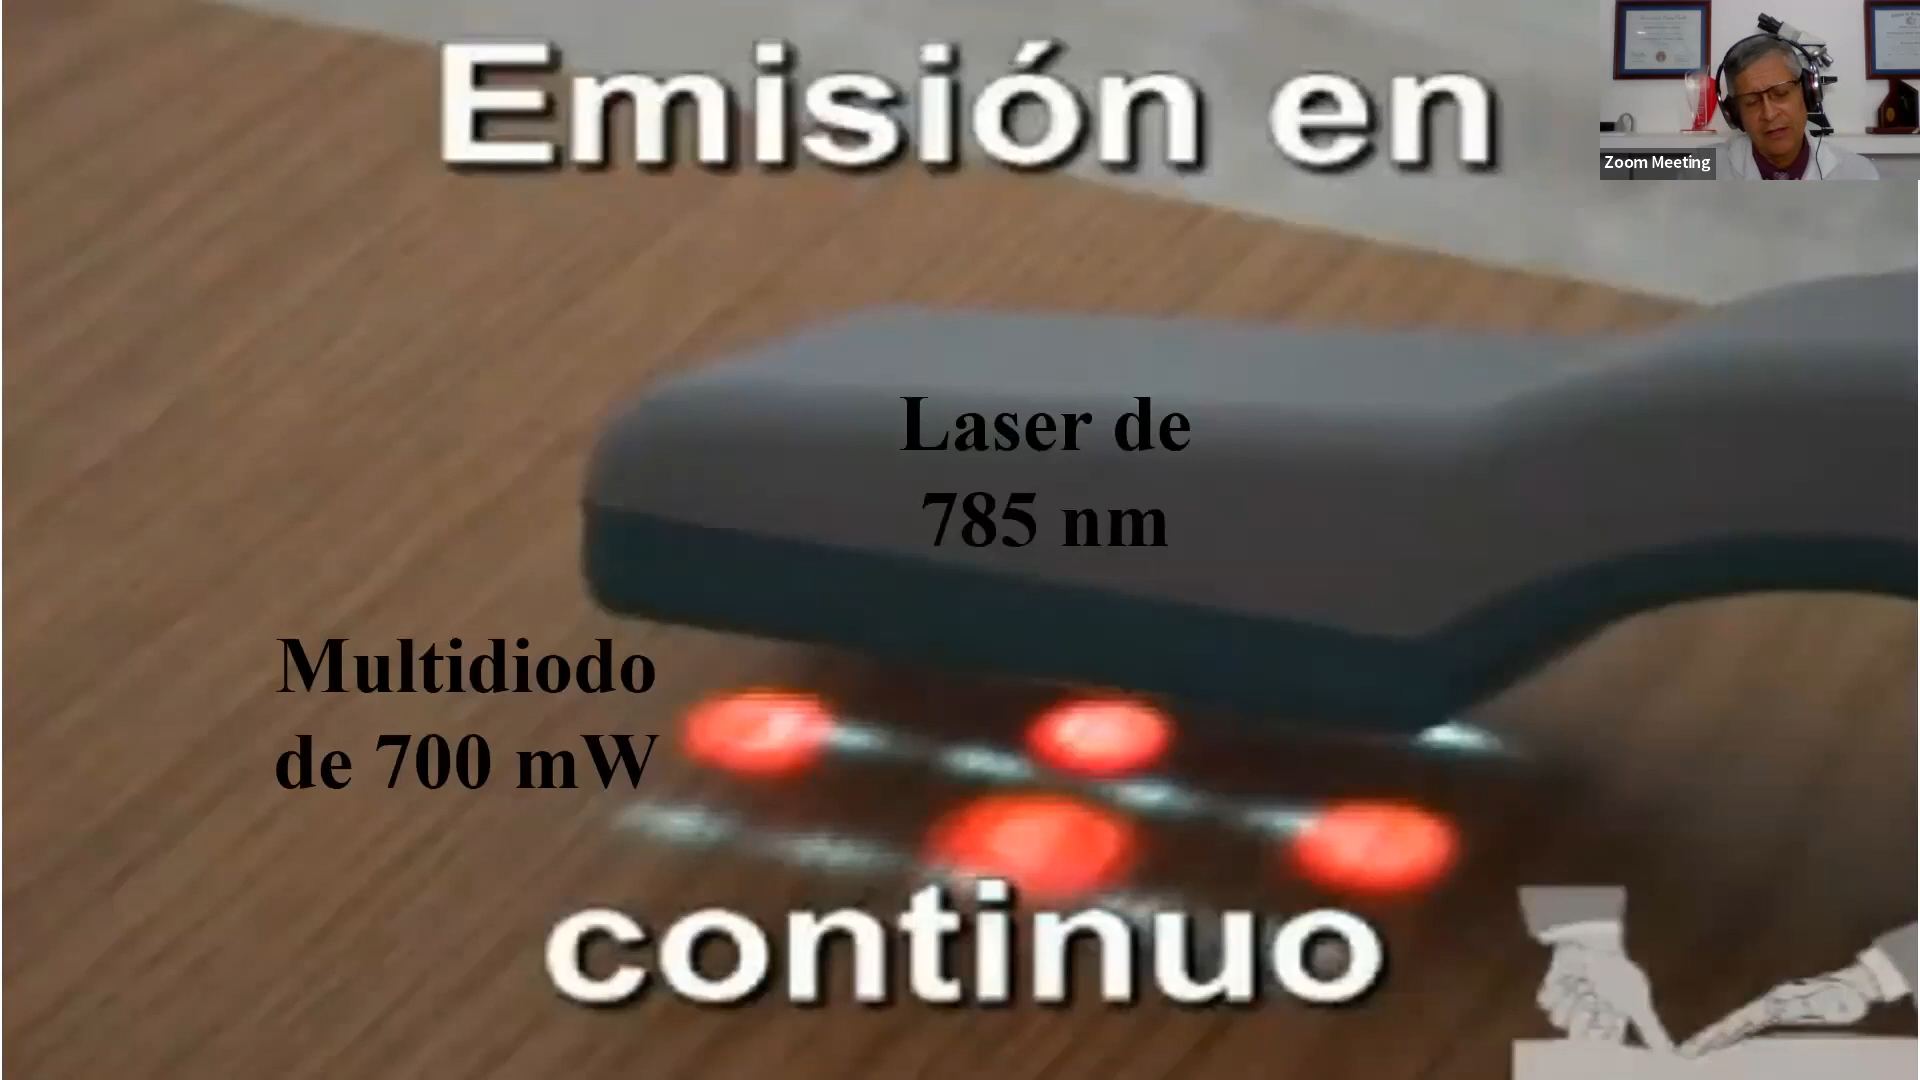 Emisión en
Zoom Meeting
Laser de
785 nm
Multidiodo
de 700 mW
continuo